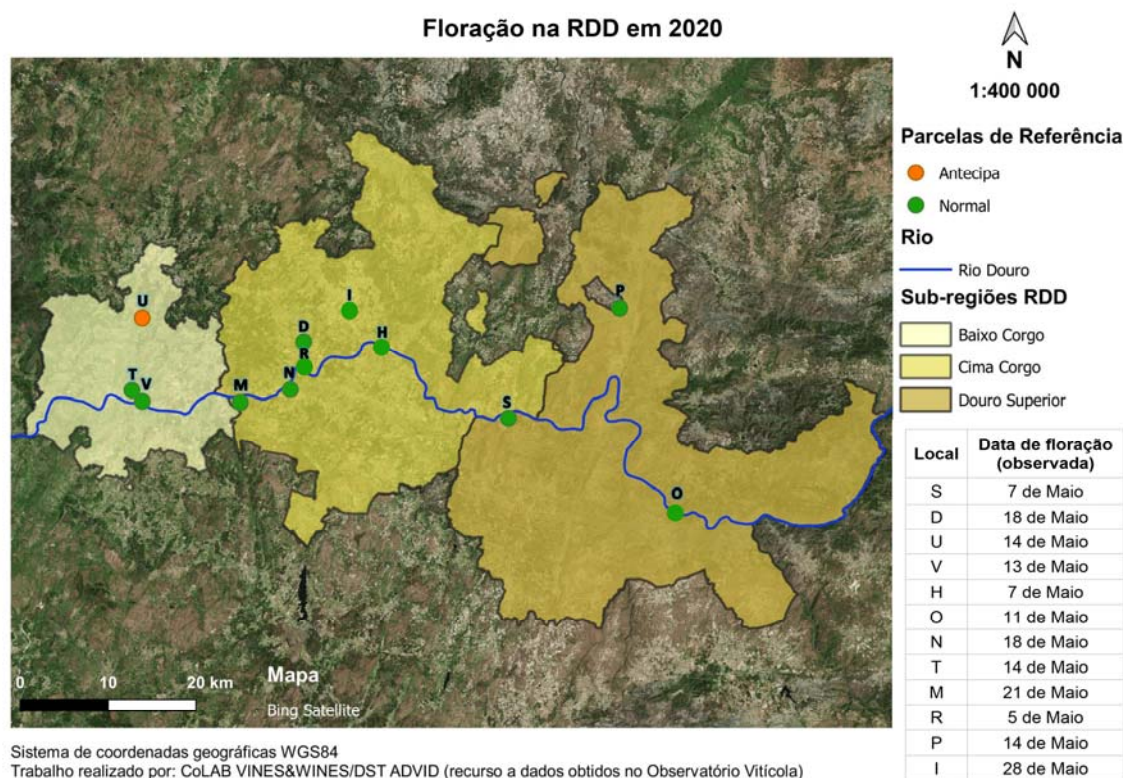 Floração na RDD em 2020
N
1:400 000
Parcelas de Referência
Antecipa
Normal
Rio
Rio Douro
Sub-regiões RDD
Baixo Corgo
Cima Corgo
Douro Superior
Local Data de floração (observada)
S 7 de Maio
D 18 de Maio
U 14 de Maio
V 13 de Maio
H 7 de Maio
O 11 de Maio
N 18 de Maio
T 14 de Maio
M 21 de Maio
R 5 de Maio
P 14 de Maio
I 28 de Maio
U
T
V
M
N
D
R
I
H
S
P
O
Mapa
Bing Satellite
0 10 20 km
Sistema de coordenadas geográficas WGS84
Trabalho realizado por: CoLAB VINES&WINES/DST ADVID (recurso a dados obtidos no Observatório Vitícola)